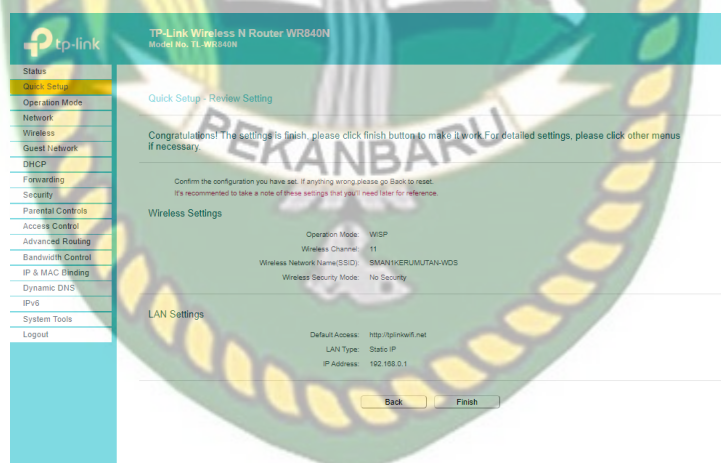 tp-link
TP-Link Wireless N Router WR840N
Model No. TL-WR840N
Status
Quick Setup
Operation Mode
Network
Wireless
Guest Network
DHCP
Forwarding
Security
Parental Controls
Access Control
Advanced Routing
Bandwidth Control
IP & MAC Binding
Dynamic DNS
IPv6
System Tools
Logout
Quick Setup - Review Setting
Congratulations! The settings is finish, please click finish button to make it work.For detailed settings, please click other menus
if necessary.
BEKANBARU
Confirm the configuration you have set. If anything wrong,please go Back to reset.
It's recommented to take a note of these settings that you'll need later for reference.
Wireless Settings
Operation Mode: WISP
Wireless Channel: 11
Wireless Network Name(SSID): SMAN1KERUMUTAN-WDS
Wireless Security Mode: No Security
LAN Settings
Default Access: http://tplinkwifi.net
LAN Type: Static IP
IP Address: 192.168.0.1
Back Finish